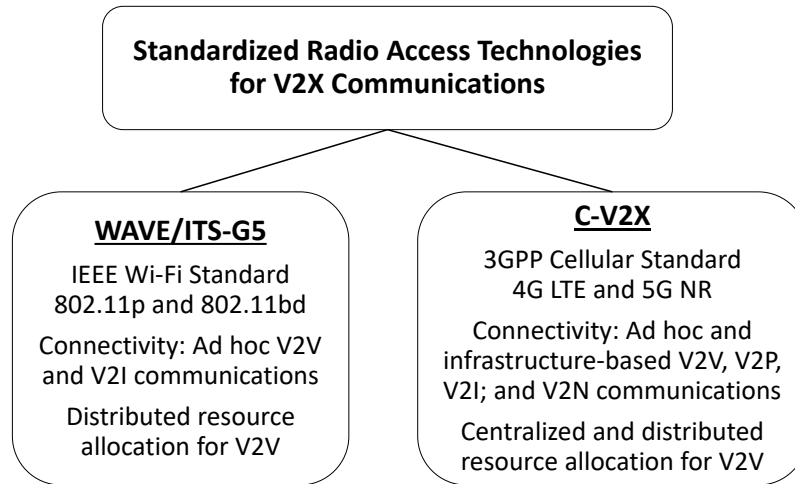 Standardized Radio Access Technologies
for V2X Communications
WAVE/ITS-G5
IEEE Wi-Fi Standard
802.11p and 802.11bd
Connectivity: Ad hoc V2V
and V2I communications
Distributed resource
allocation for V2V
C-V2X
3GPP Cellular Standard
4G LTE and 5G NR
Connectivity: Ad hoc and
infrastructure-based V2V, V2P,
V2I; and V2N communications
Centralized and distributed
resource allocation for V2V